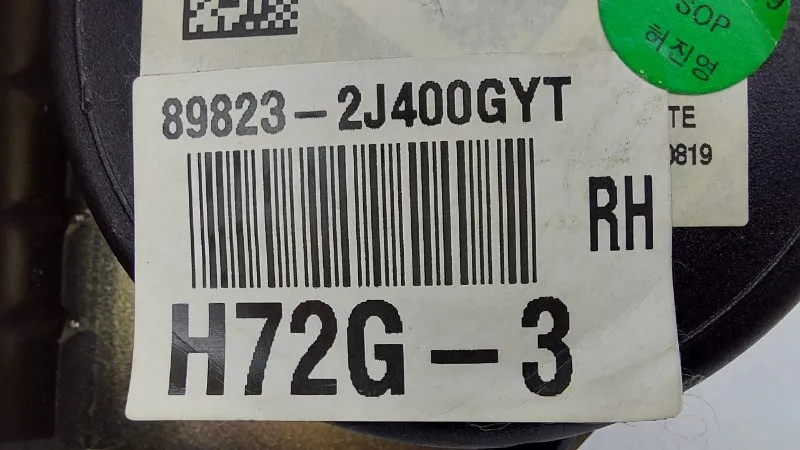 SOP
허진영
TE
0819
89823-2J400GYT
RH
H72G-3